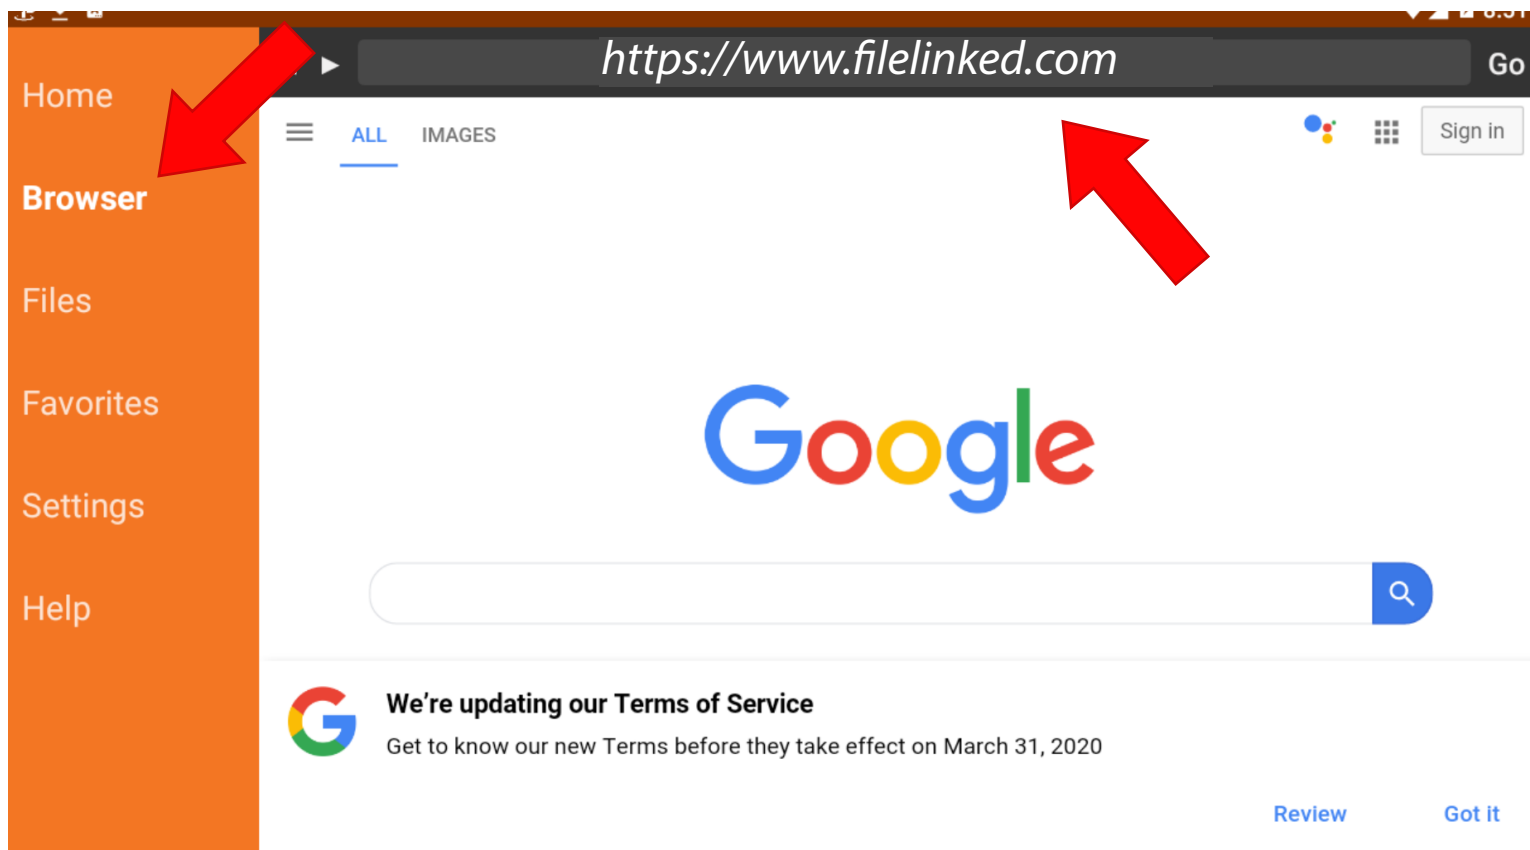 https://www.filelinked.com
Go
Home
ALL IMAGES
Sign in
Browser
Files
Favorites
Google
Settings
Help
We're updating our Terms of Service
Get to know our new Terms before they take effect on March 31, 2020
Review Got it